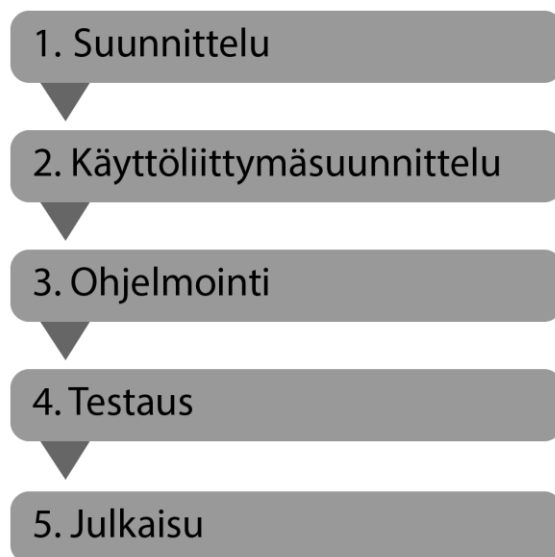 1. Suunnittelu
2. Käyttöliittymäsuunnittelu
3. Ohjelmointi
4. Testaus
5. Julkaisu